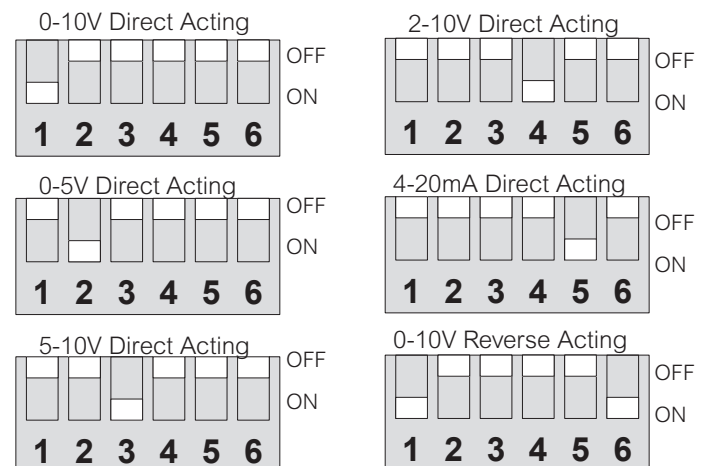 0-10V Direct Acting
OFF
ON
1 2 3 4 5 6
2-10V Direct Acting
OFF
ON
1 2 3 4 5 6
0-5V Direct Acting
OFF
ON
1 2 3 4 5 6
4-20mA Direct Acting
OFF
ON
1 2 3 4 5 6
5-10V Direct Acting
OFF
ON
1 2 3 4 5 6
0-10V Reverse Acting
OFF
ON
1 2 3 4 5 6